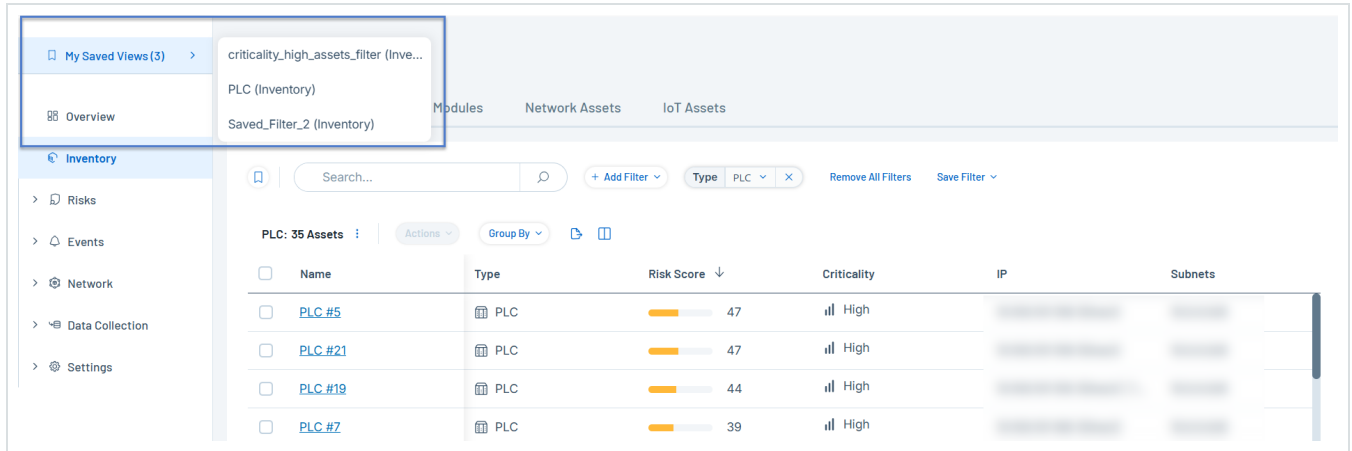 My Saved Views (3)
criticality_high_assets_filter (Inve...
PLC (Inventory)
Saved_Filter_2 (Inventory)
Overview
Inventory
Risks
Events
Network
Data Collection
Settings
Modules Network Assets IoT Assets
Search... + Add Filter Type PLC Remove All Filters Save Filter
PLC: 35 Assets Actions Group By
Name Type Risk Score Criticality IP Subnets
PLC #5 PLC 47 High
PLC #21 PLC 47 High
PLC #19 PLC 44 High
PLC #7 PLC 39 High